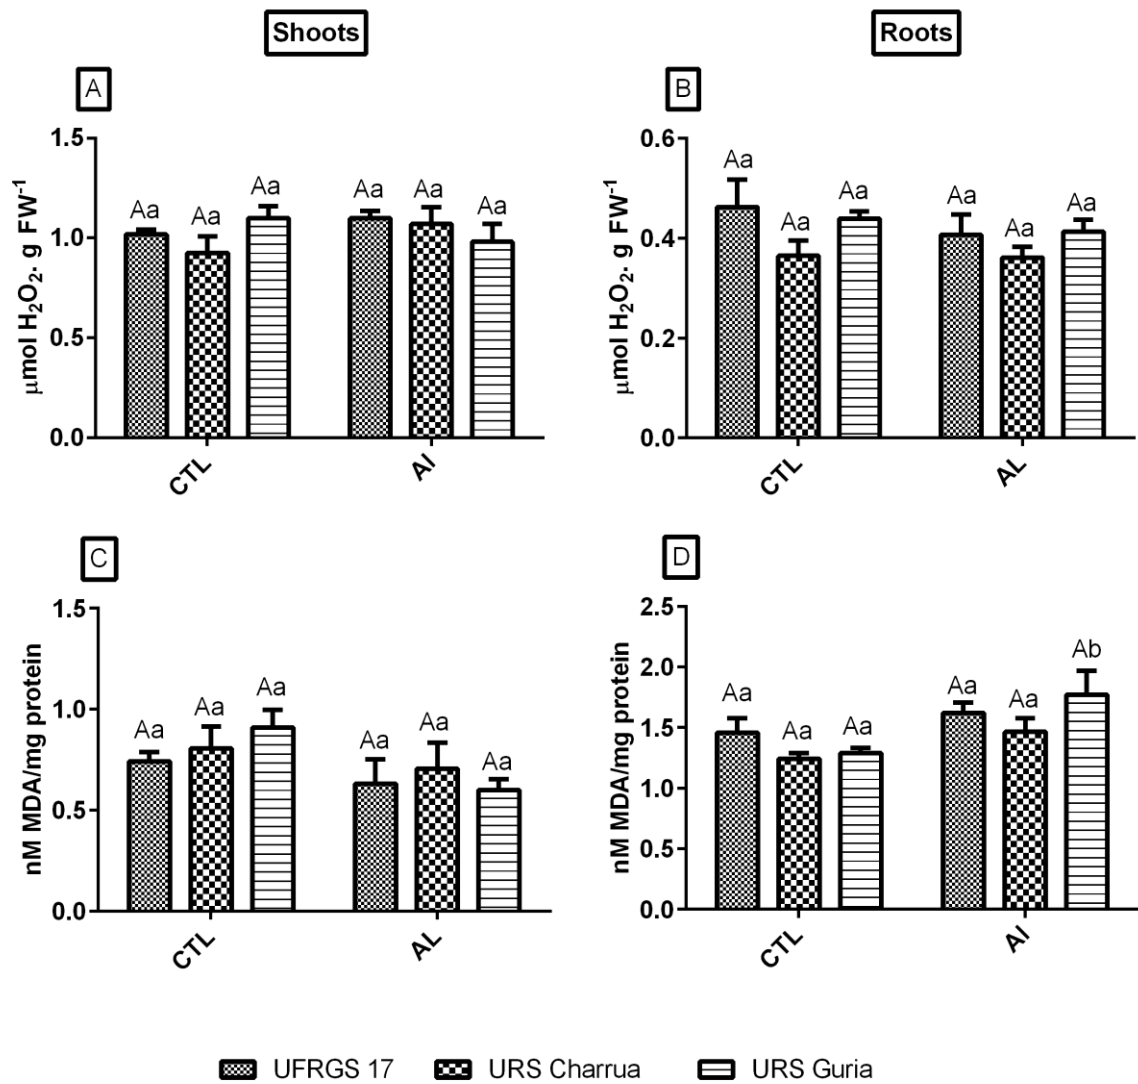 Shoots
Roots
A
μmol H₂O₂. g FW⁻¹
1.5
1.0
0.5
0.0
Aa Aa Aa Aa Aa Aa
CTL AI
B
μmol H₂O₂. g FW⁻¹
0.6
0.4
0.2
0.0
Aa Aa Aa Aa Aa Aa
CTL AL
C
nM MDA/mg protein
1.5
1.0
0.5
0.0
Aa Aa Aa Aa Aa Aa
CTL AL
D
nM MDA/mg protein
2.5
2.0
1.5
1.0
0.5
0.0
Aa Aa Aa Aa Aa Ab
CTL AI
UFRGS 17 URS Charrua URS Guria